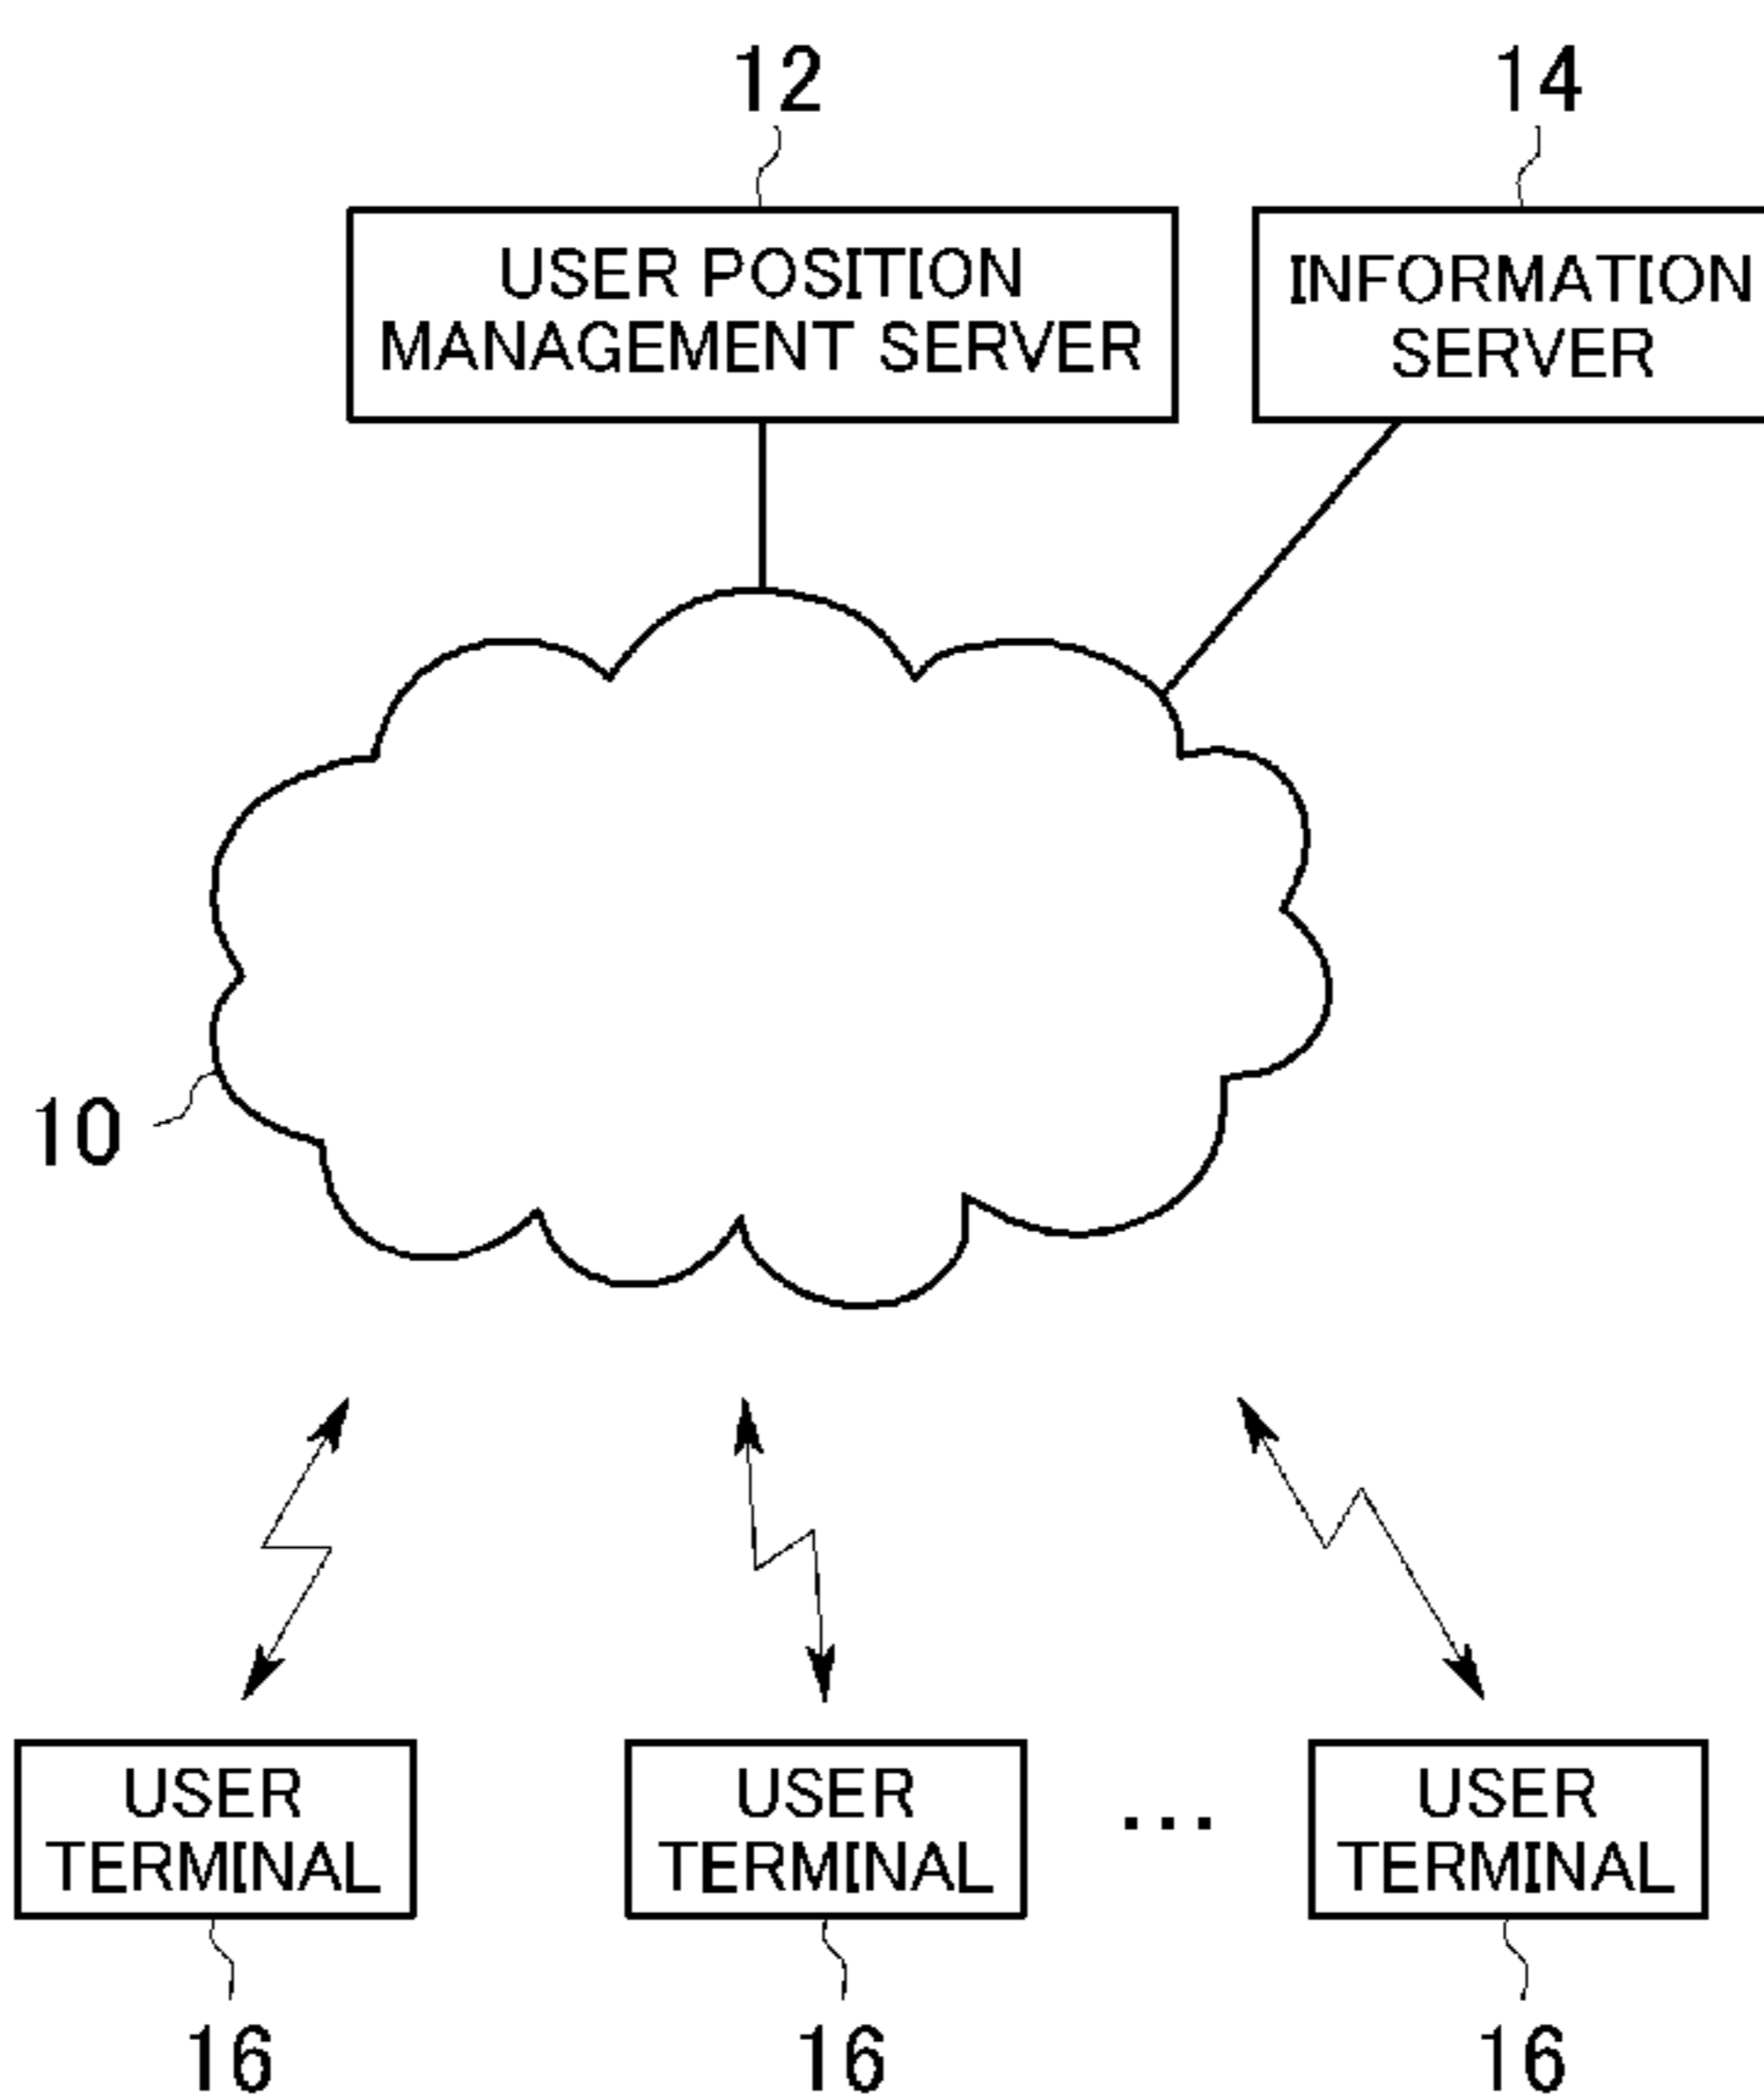 12
14
USER POSITION
MANAGEMENT SERVER
INFORMATION
SERVER
10
USER
TERMINAL
USER
TERMINAL
...
USER
TERMINAL
16
16
16